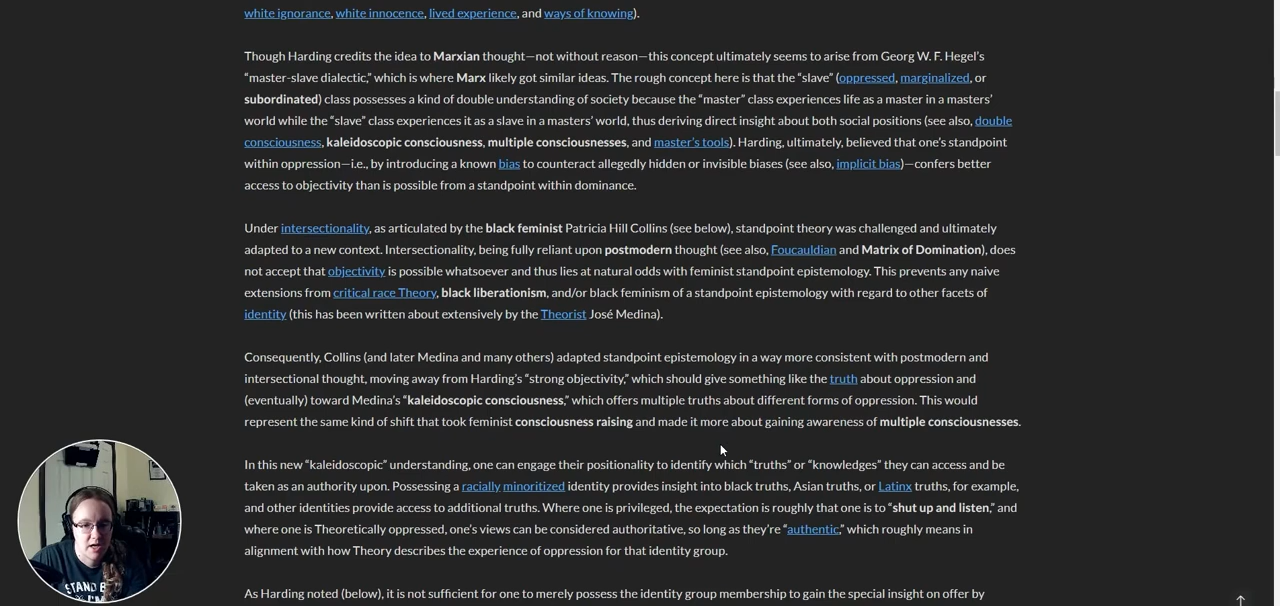 white ignorance, white innocence, lived experience, and ways of knowing).
Though Harding credits the idea to Marxian thought—not without reason—this concept ultimately seems to arise from Georg W. F. Hegel's
“master-slave dialectic,” which is where Marx likely got similar ideas. The rough concept here is that the “slave” (oppressed, marginalized, or
subordinated) class possesses a kind of double understanding of society because the “master” class experiences life as a master in a masters’
world while the “slave” class experiences it as a slave in a masters’ world, thus deriving direct insight about both social positions (see also, double
consciousness, kaleidoscopic consciousness, multiple consciousnesses, and master’s tools). Harding, ultimately, believed that one’s standpoint
within oppression—i.e., by introducing a known bias to counteract allegedly hidden or invisible biases (see also, implicit bias)—confers better
access to objectivity than is possible from a standpoint within dominance.
Under intersectionality, as articulated by the black feminist Patricia Hill Collins (see below), standpoint theory was challenged and ultimately
adapted to a new context. Intersectionality, being fully reliant upon postmodern thought (see also, Foucauldian and Matrix of Domination), does
not accept that objectivity is possible whatsoever and thus lies at natural odds with feminist standpoint epistemology. This prevents any naive
extensions from critical race Theory, black liberationism, and/or black feminism of a standpoint epistemology with regard to other facets of
identity (this has been written about extensively by the Theorist José Medina).
Consequently, Collins (and later Medina and many others) adapted standpoint epistemology in a way more consistent with postmodern and
intersectional thought, moving away from Harding’s “strong objectivity,” which should give something like the truth about oppression and
(eventually) toward Medina’s “kaleidoscopic consciousness,” which offers multiple truths about different forms of oppression. This would
represent the same kind of shift that took feminist consciousness raising and made it more about gaining awareness of multiple consciousnesses.
In this new “kaleidoscopic” understanding, one can engage their positionality to identify which “truths” or “knowledges” they can access and be
taken as an authority upon. Possessing a racially minoritized identity provides insight into black truths, Asian truths, or Latinx truths, for example,
and other identities provide access to additional truths. Where one is privileged, the expectation is roughly that one is to “shut up and listen,” and
where one is Theoretically oppressed, one’s views can be considered authoritative, so long as they’re “authentic,” which roughly means in
alignment with how Theory describes the experience of oppression for that identity group.
As Harding noted (below), it is not sufficient for one to merely possess the identity group membership to gain the special insight on offer by
STAND B